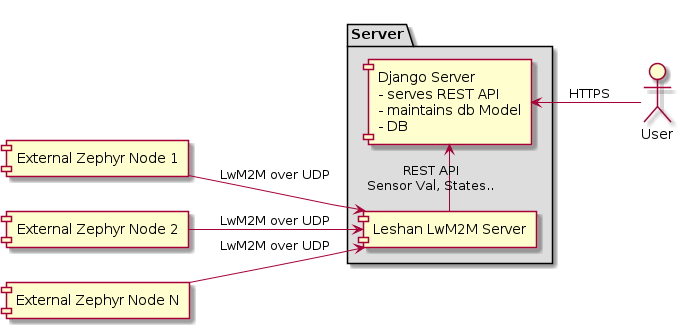 Server
Django Server
- serves REST API
- maintains db Model
- DB
HTTPS
User
External Zephyr Node 1
LwM2M over UDP
REST API
Sensor Val, States..
External Zephyr Node 2
LwM2M over UDP
Leshan LwM2M Server
LwM2M over UDP
External Zephyr Node N